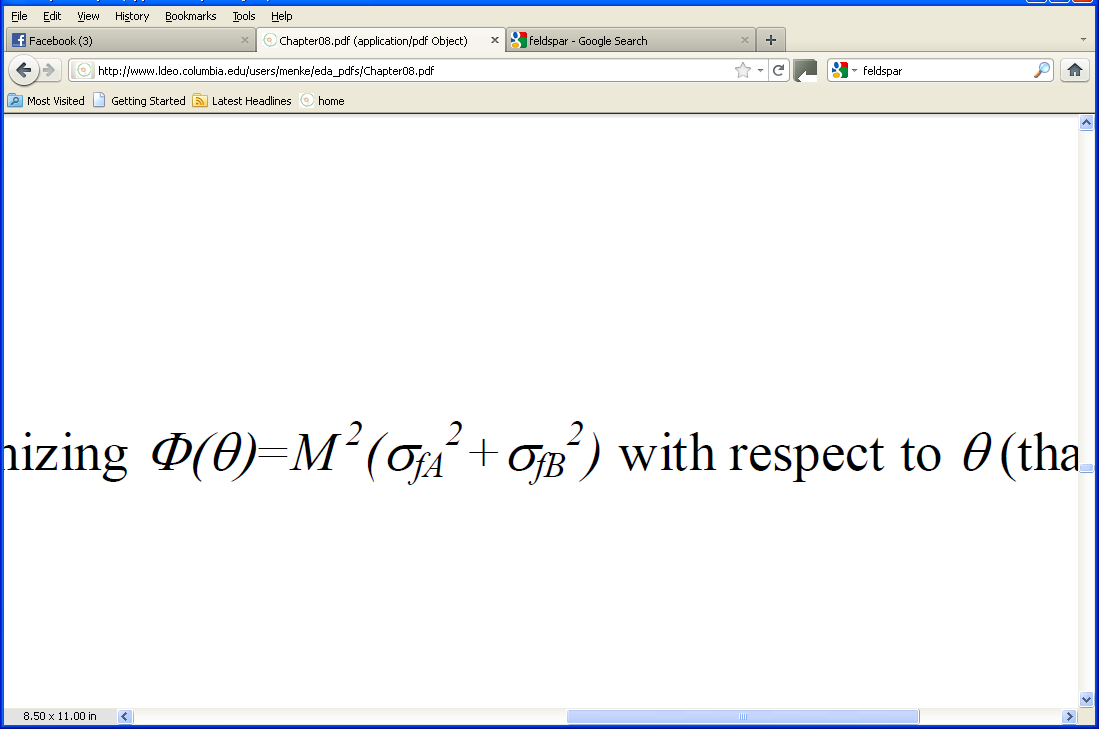 File Edit View History Bookmarks Tools Help
Facebook (3) Chapter08.pdf (application/pdf Object) feldspar - Google Search
http://www.ldeo.columbia.edu/users/menke/eda_pdfs/Chapter08.pdf feldspar
Most Visited Getting Started Latest Headlines home
nizing Φ(θ)=M²(σ_fA²+σ_fB²) with respect to θ (tha
8.50 x 11.00 in